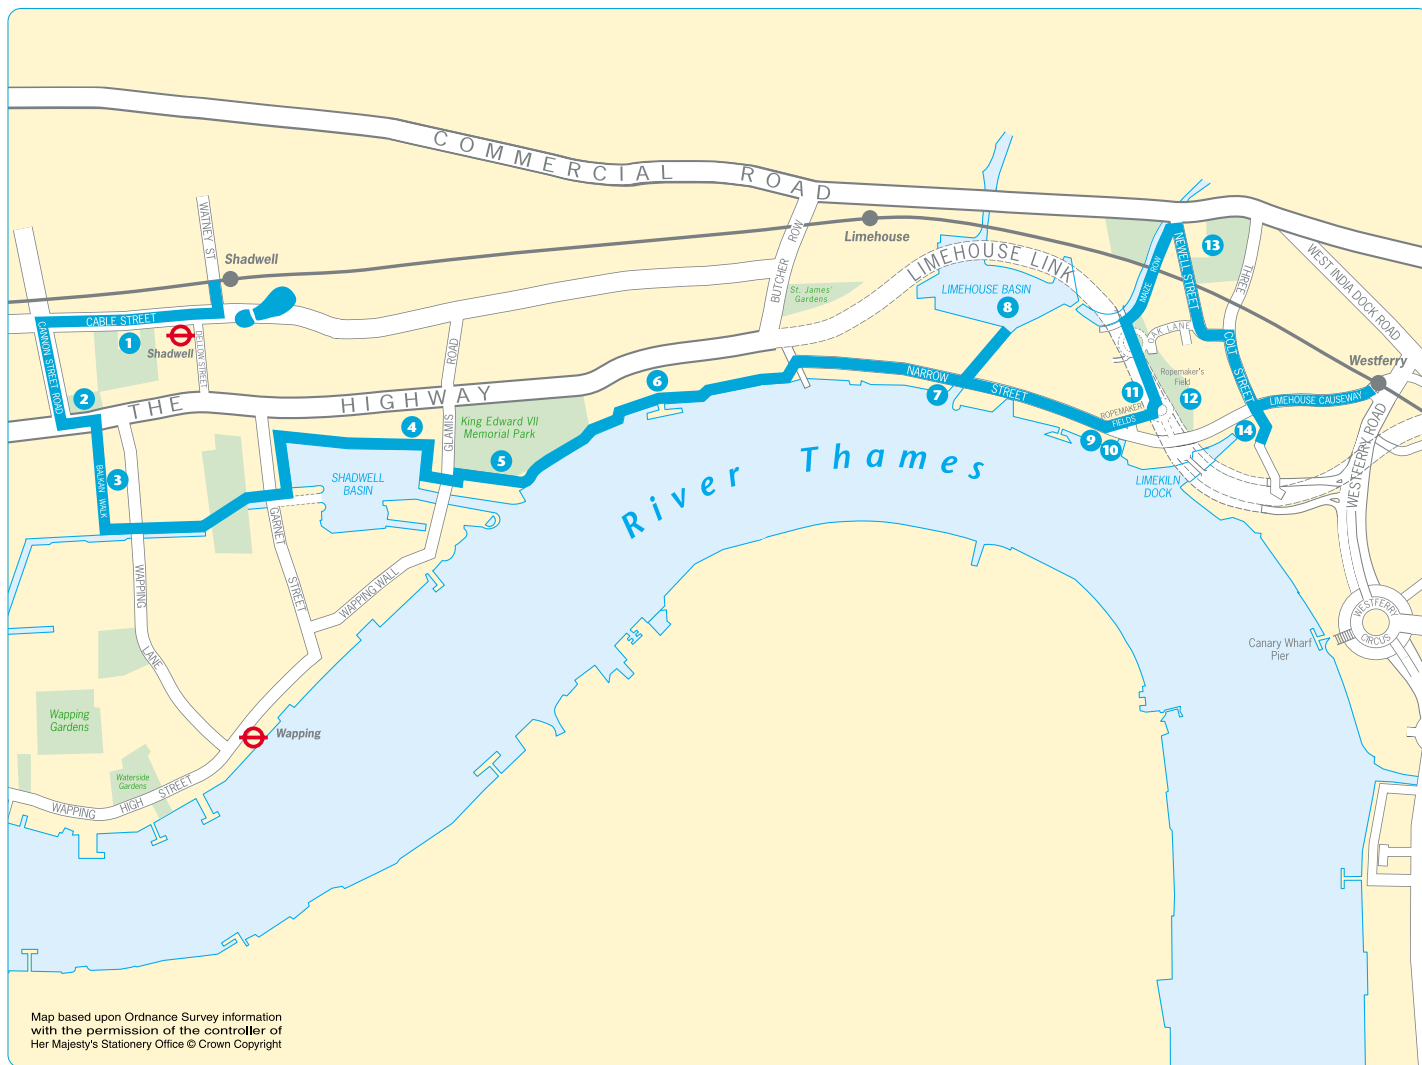 COMMERCIAL ROAD
WATNEY ST
Shadwell
Limehouse
BUTCHER ROW
LIMEHOUSE LINK
MAIZE ROW
NEWELL STREET
13
THREE
COLT
STREET
WEST INDIA DOCK ROAD
St. James'
Gardens
LIMEHOUSE BASIN
8
CABLE STREET
1
Shadwell
DELLOW STREET
CANNON STREET ROAD
2
THE HIGHWAY
GLAMIS ROAD
OAK LANE
Westferry
Ropemaker's
Field
12
11
LIMEHOUSE CAUSEWAY
6
NARROW STREET
7
ROPEMAKER
FIELDS
9
10
14
WESTFERRY ROAD
4
King Edward VII
Memorial Park
5
3
BALKAN WALK
SHADWELL
BASIN
River Thames
LIMEKILN
DOCK
GARNET STREET
WAPPING LANE
WAPPING WALL
WESTFERRY
CIRCUS
Canary Wharf
Pier
Wapping
Gardens
Wapping
Waterside
Gardens
WAPPING HIGH STREET
Map based upon Ordnance Survey information
with the permission of the controller of
Her Majesty's Stationery Office © Crown Copyright